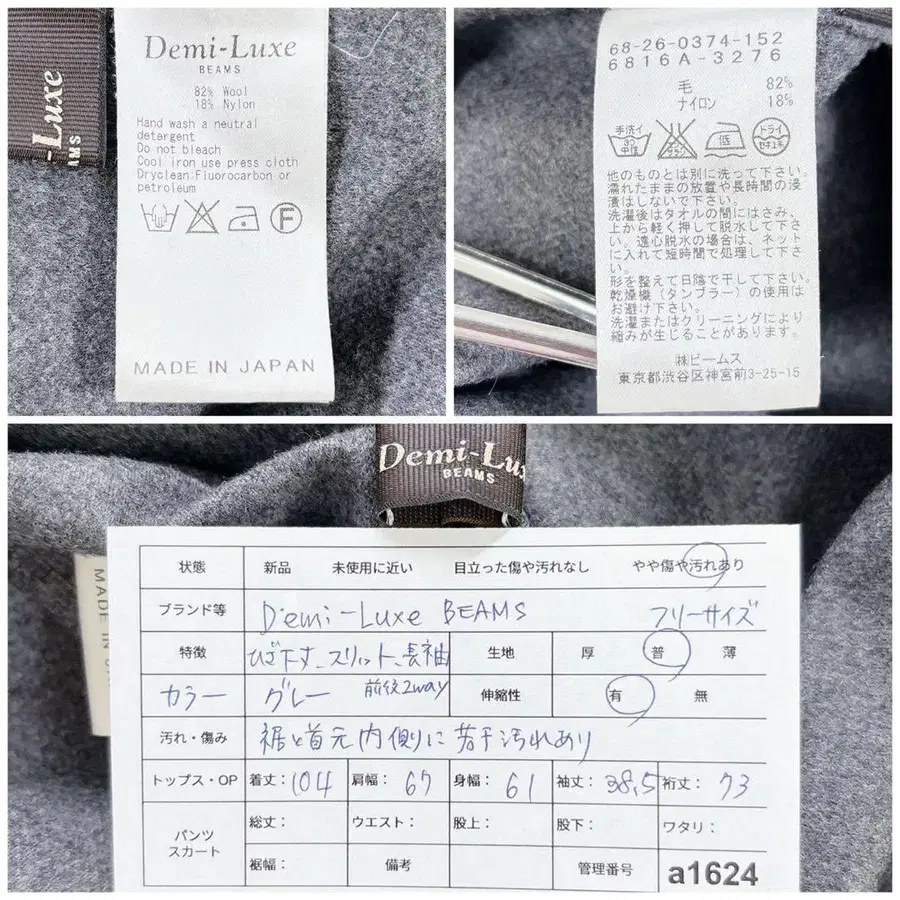 -Luxe
AMS
Demi-Luxe
BEAMS
82% Wool
18% Nylon
Hand wash a neutral
detergent
Do not bleach
Cool iron use press cloth
Dryclean:Fluorocarbon or
petroleum
F
MADE IN JAPAN
68-26-0374-152
6816A-3276
毛 82%
ナイロン 18%
手洗イ
30
中性
低
ドライ
セキユ系
他のものとは別に洗って下さい。
濡れたままの放置や長時間の浸
漬はしないで下さい。
洗濯後はタオルの間にはさみ、
上から軽く押して脱水して下さ
い。遠心脱水の場合は、ネット
に入れて短時間で処理して下さ
い。
形を整えて日陰で干して下さい。
乾燥機（タンブラー）の使用は
お避け下さい。
洗濯またはクリーニングにより
縮みが生じることがあります。
㈱ビームス
東京都渋谷区神宮前3-25-15
Demi-Luxe
BEAMS
MADE IN JA
状態 新品 未使用に近い 目立った傷や汚れなし やや傷や汚れあり
ブランド等 Demi-Luxe BEAMS フリーサイズ
特徴 ひざ下丈、スリット、長袖 生地 厚 普 薄
カラー グレー 前後2way 伸縮性 有 無
汚れ・傷み 裾と首元内側に若干汚れあり
トップス・OP 着丈：104 肩幅：67 身幅：61 袖丈：38.5 裄丈：73
パンツ
スカート
総丈： ウエスト： 股上： 股下： ワタリ：
裾幅： 備考 管理番号 a1624